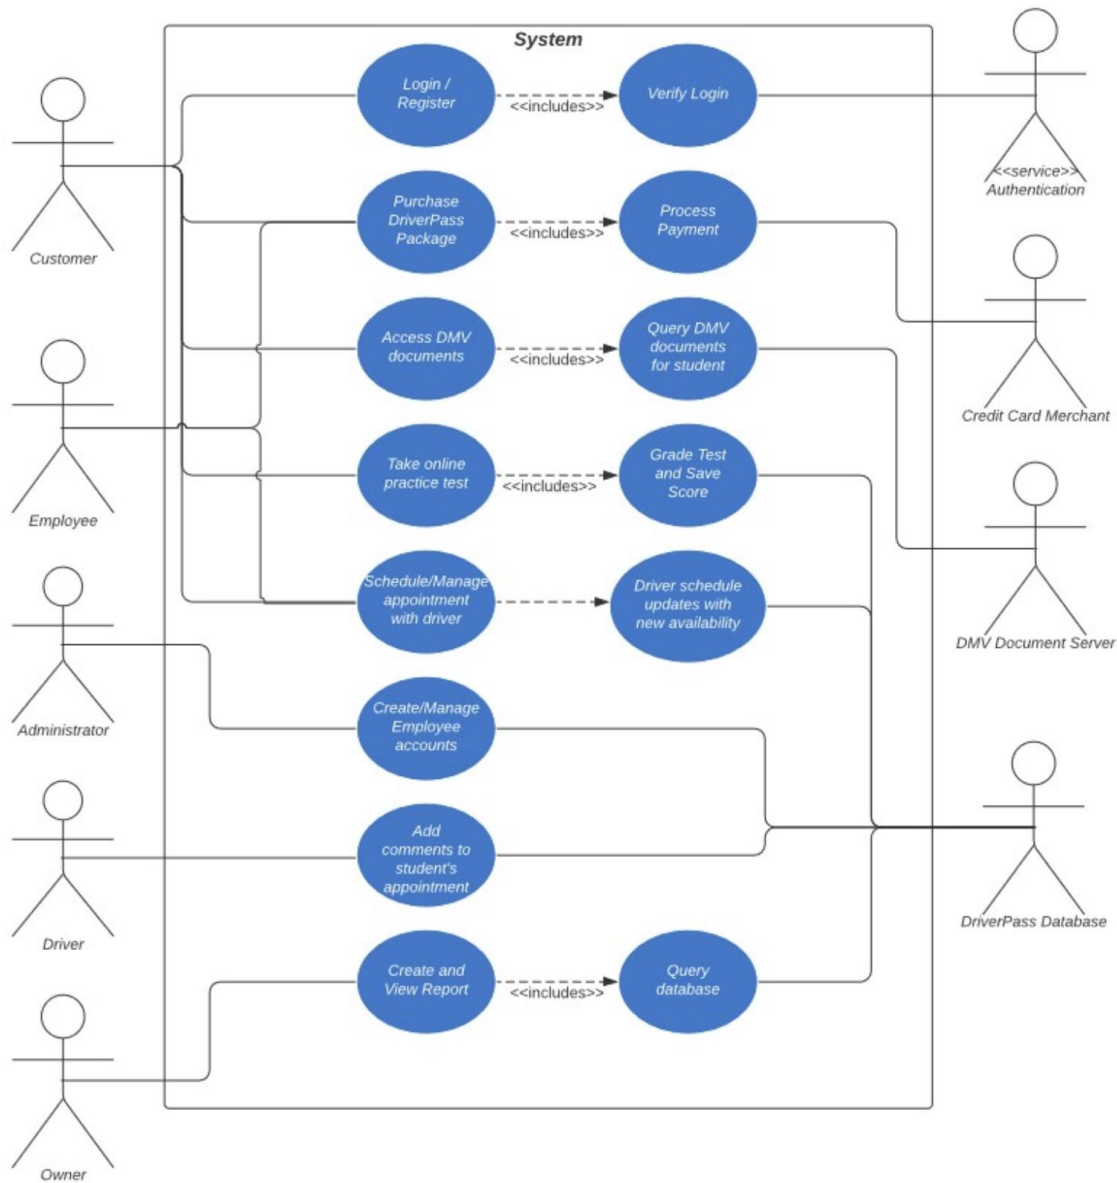 System
Login /
Register
<<includes>>
Verify Login
<<service>>
Authentication
Customer
Purchase
DriverPass
Package
<<includes>>
Process
Payment
Credit Card Merchant
Access DMV
documents
<<includes>>
Query DMV
documents
for student
Employee
Take online
practice test
<<includes>>
Grade Test
and Save
Score
DMV Document Server
Schedule/Manage
appointment
with driver
Driver schedule
updates with
new availability
Administrator
Create/Manage
Employee
accounts
Driver
Add
comments to
student's
appointment
DriverPass Database
Create and
View Report
<<includes>>
Query
database
Owner